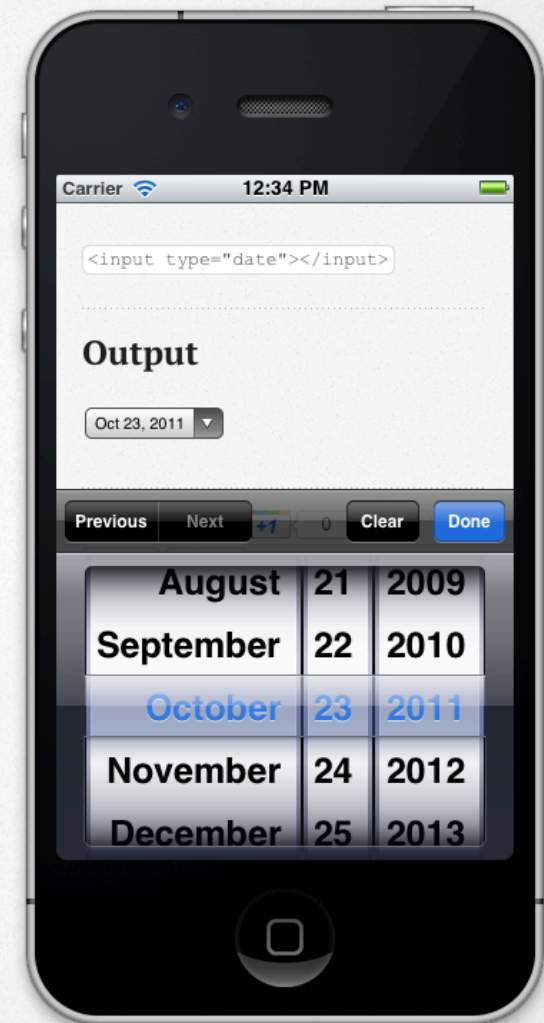 Carrier 12:34 PM
<input type="date"></input>
Output
Oct 23, 2011
Previous Next +1 0 Clear Done
August 21 2009
September 22 2010
October 23 2011
November 24 2012
December 25 2013